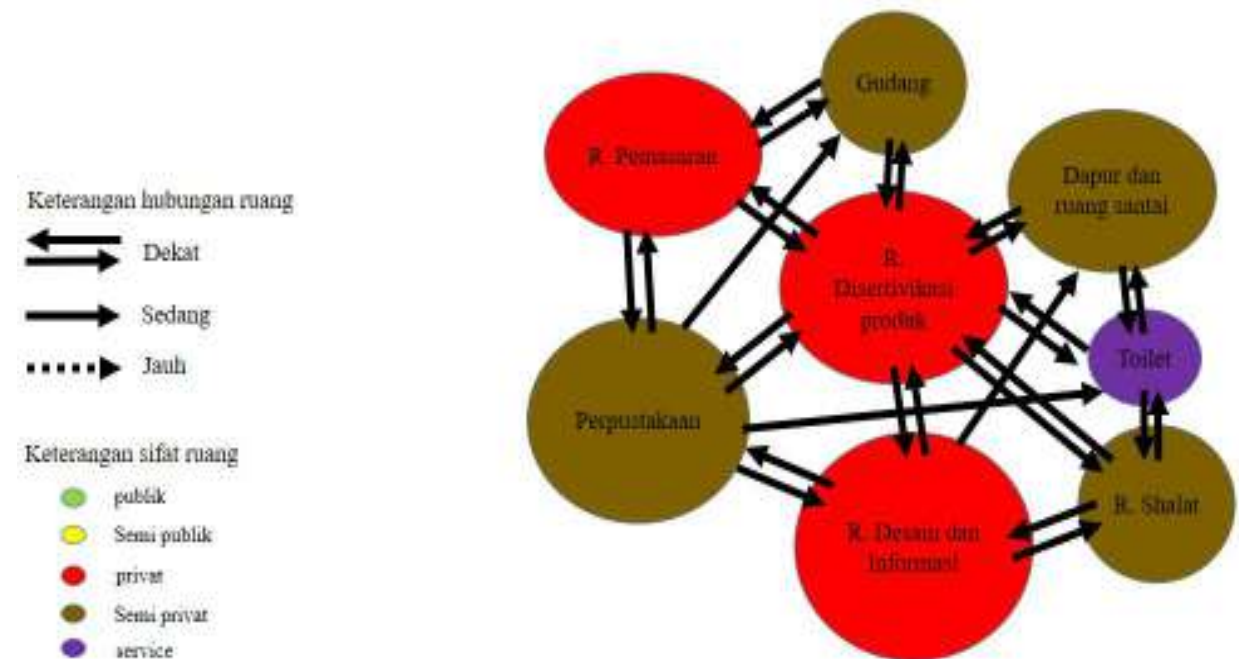 Keterangan hubungan ruang
Dekat
Sedang
Jauh
Keterangan sifat ruang
publik
Semi publik
privat
Semi privat
service
Gudang
R. Pemasaran
Dapur dan
ruang santai
R.
produk
Toilet
Perpustakaan
R. Shalat
R. Desain dan
Informasi